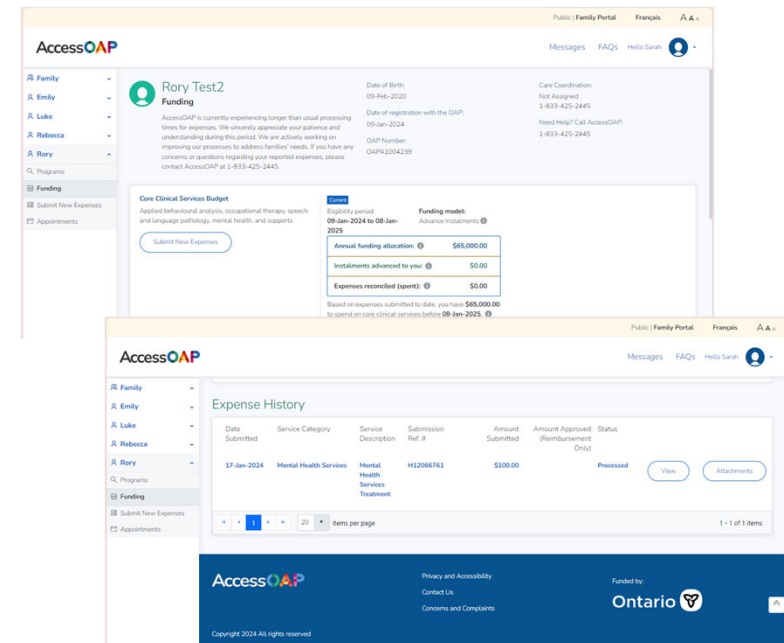 Public | Family Portal Français A A A
AccessOAP Messages FAQs Hello Sarah
Family
Emily
Luke
Rebecca
Rory
Programs
Funding
Submit New Expenses
Appointments
Rory Test2
Funding
AccessOAP is currently experiencing longer than usual processing
times for expenses. We sincerely appreciate your patience and
understanding during this period. We are actively working on
improving our processes to address families' needs. If you have any
concerns or questions regarding your reported expenses, please
contact AccessOAP at 1-833-425-2445.
Date of Birth:
09-Feb-2020
Date of registration with the OAP:
09-Jan-2024
OAP Number:
OAPA1004239
Care Coordination:
Not Assigned
1-833-425-2445
Need Help? Call AccessOAP:
1-833-425-2445
Core Clinical Services Budget
Applied behavioural analysis, occupational therapy, speech
and language pathology, mental health, and supports
Submit New Expenses
Current
Eligibility period:
09-Jan-2024 to 08-Jan-
2025
Funding model:
Advance Instalments
Annual funding allocation: $65,000.00
Instalments advanced to you: $0.00
Expenses reconciled (spent): $0.00
Based on expenses submitted to date, you have $65,000.00
to spend on core clinical services before 08-Jan-2025.
Public | Family Portal Français A A A
AccessOAP Messages FAQs Hello Sarah
Family
Emily
Luke
Rebecca
Rory
Programs
Funding
Submit New Expenses
Appointments
Expense History
Date Submitted Service Category Service Description Submission Ref. # Amount Submitted Amount Approved (Reimbursement Only) Status
17-Jan-2024 Mental Health Services Mental Health Services Treatment H12066761 $100.00 Processed View Attachments
1 20 items per page 1 - 1 of 1 items
AccessOAP
Privacy and Accessibility
Contact Us
Concerns and Complaints
Funded by:
Ontario
Copyright 2024 All rights reserved